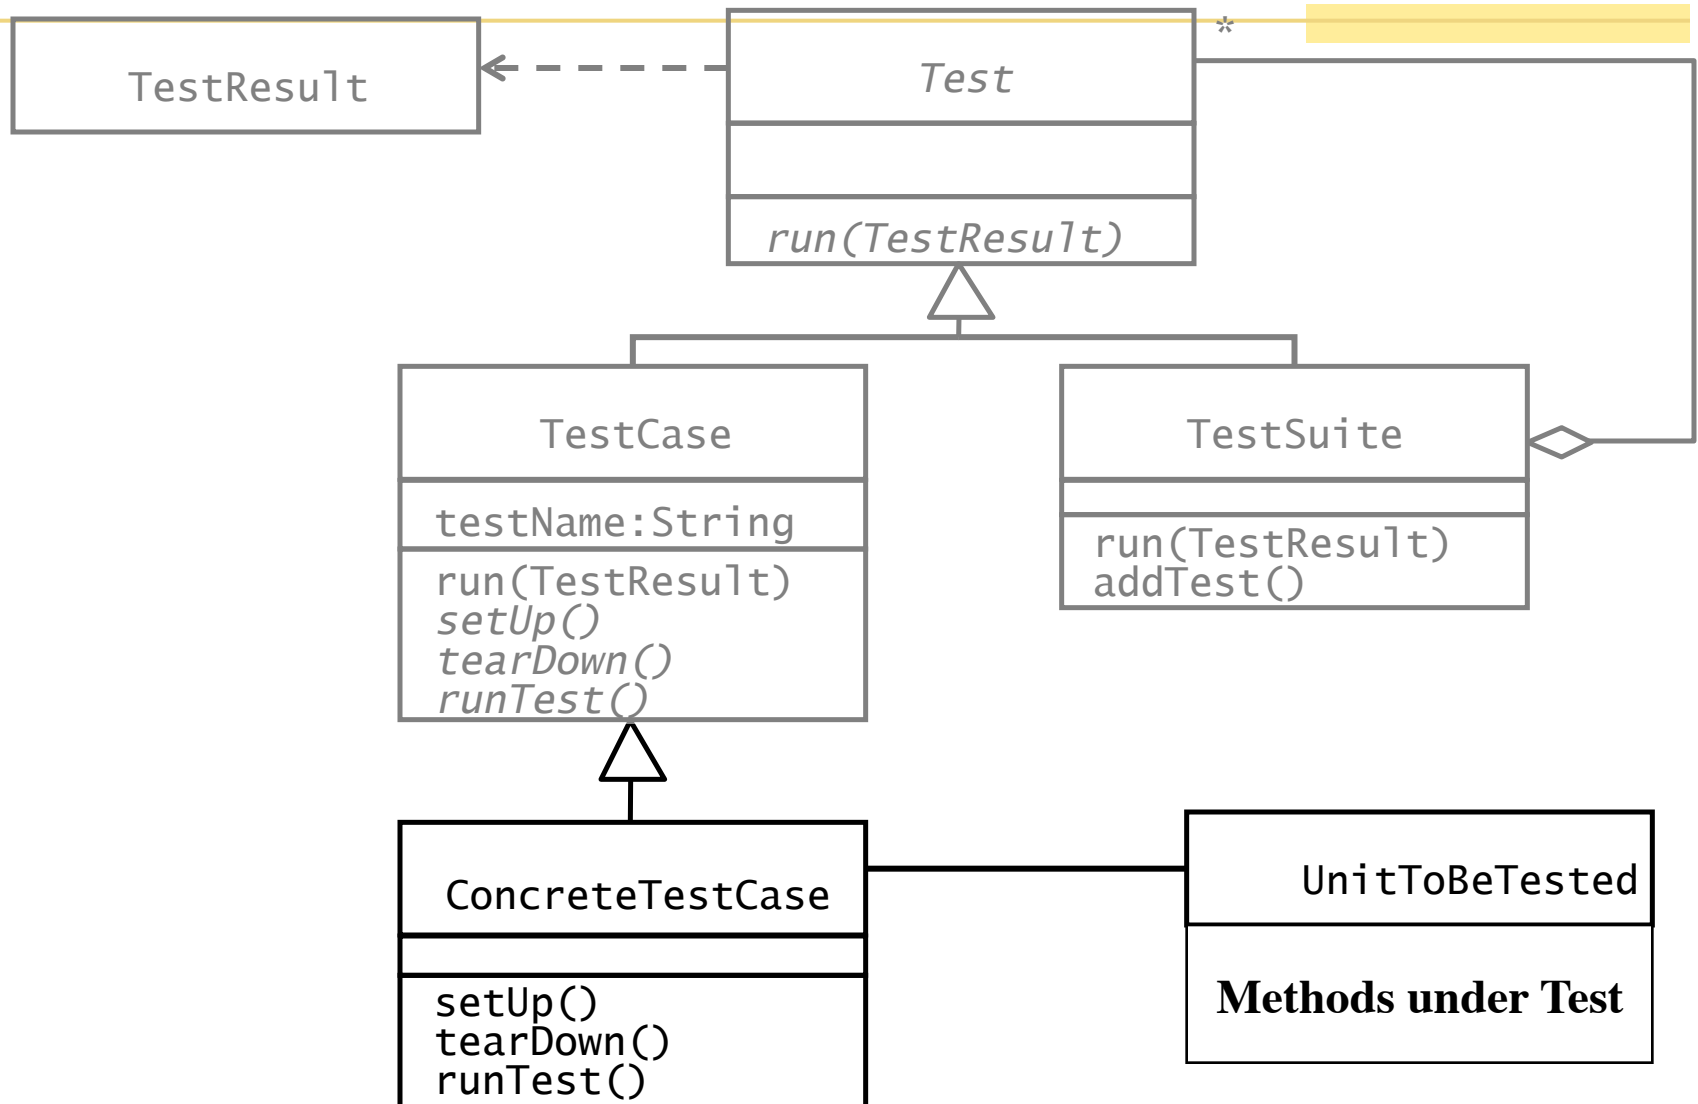 TestResult
Test
*
run(TestResult)
TestCase
testName:String
run(TestResult)
setUp()
tearDown()
runTest()
TestSuite
run(TestResult)
addTest()
ConcreteTestCase
setUp()
tearDown()
runTest()
UnitToBeTested
Methods under Test